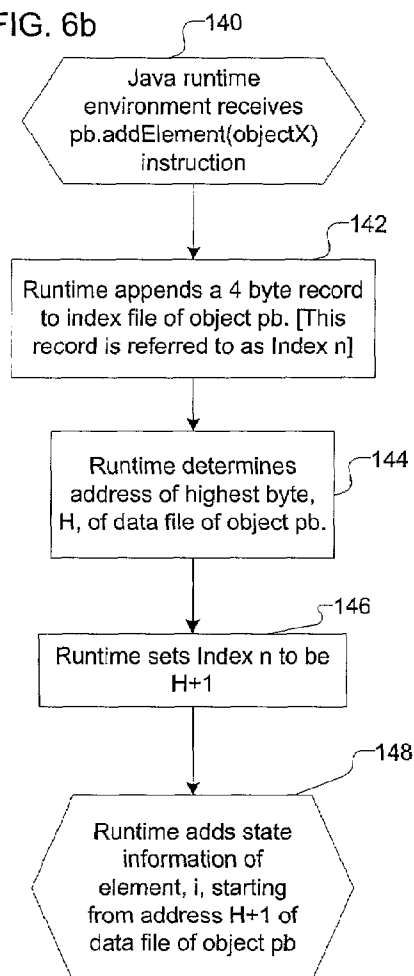 FIG. 6b
140
Java runtime
environment receives
pb.addElement(objectX)
instruction
142
Runtime appends a 4 byte record
to index file of object pb. [This
record is referred to as Index n]
144
Runtime determines
address of highest byte,
H, of data file of object pb.
146
Runtime sets Index n to be
H+1
148
Runtime adds state
information of
element, i, starting
from address H+1 of
data file of object pb